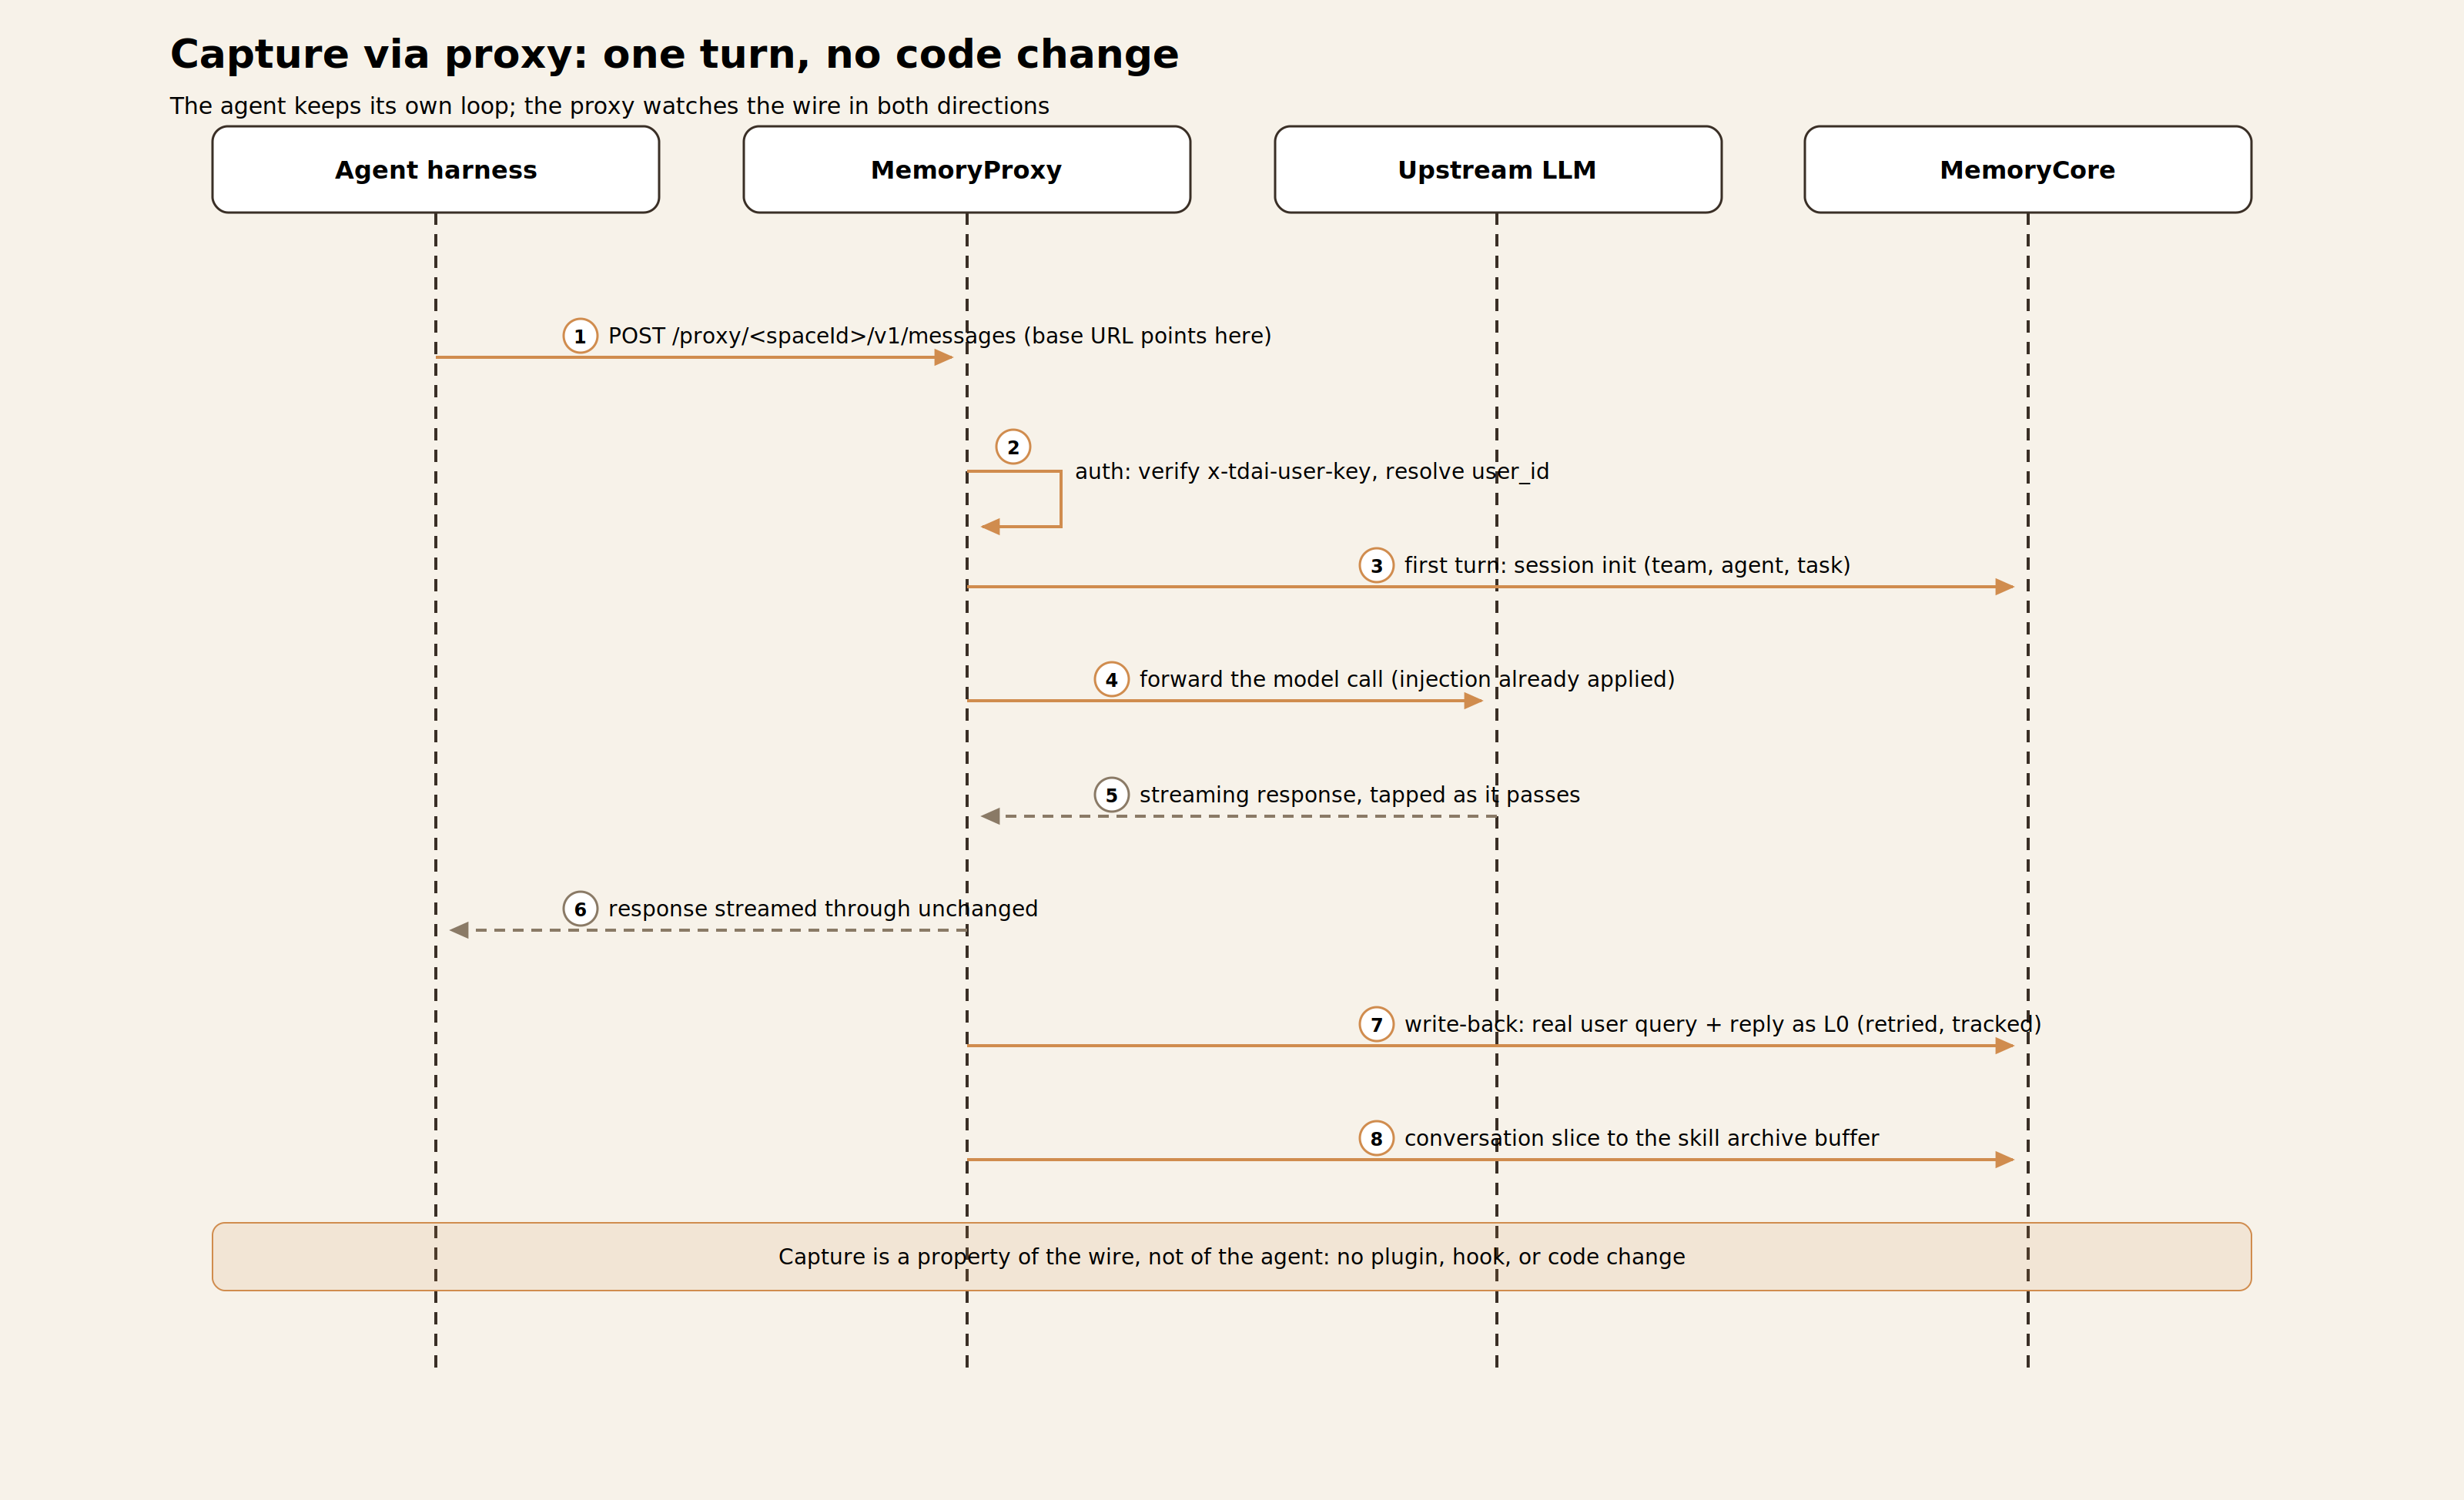 Capture via proxy: one turn, no code change
The agent keeps its own loop; the proxy watches the wire in both directions
Agent harness
MemoryProxy
Upstream LLM
MemoryCore
1 POST /proxy/<spaceId>/v1/messages (base URL points here)
2
auth: verify x-tdai-user-key, resolve user_id
3 first turn: session init (team, agent, task)
4 forward the model call (injection already applied)
5 streaming response, tapped as it passes
6 response streamed through unchanged
7 write-back: real user query + reply as L0 (retried, tracked)
8 conversation slice to the skill archive buffer
Capture is a property of the wire, not of the agent: no plugin, hook, or code change